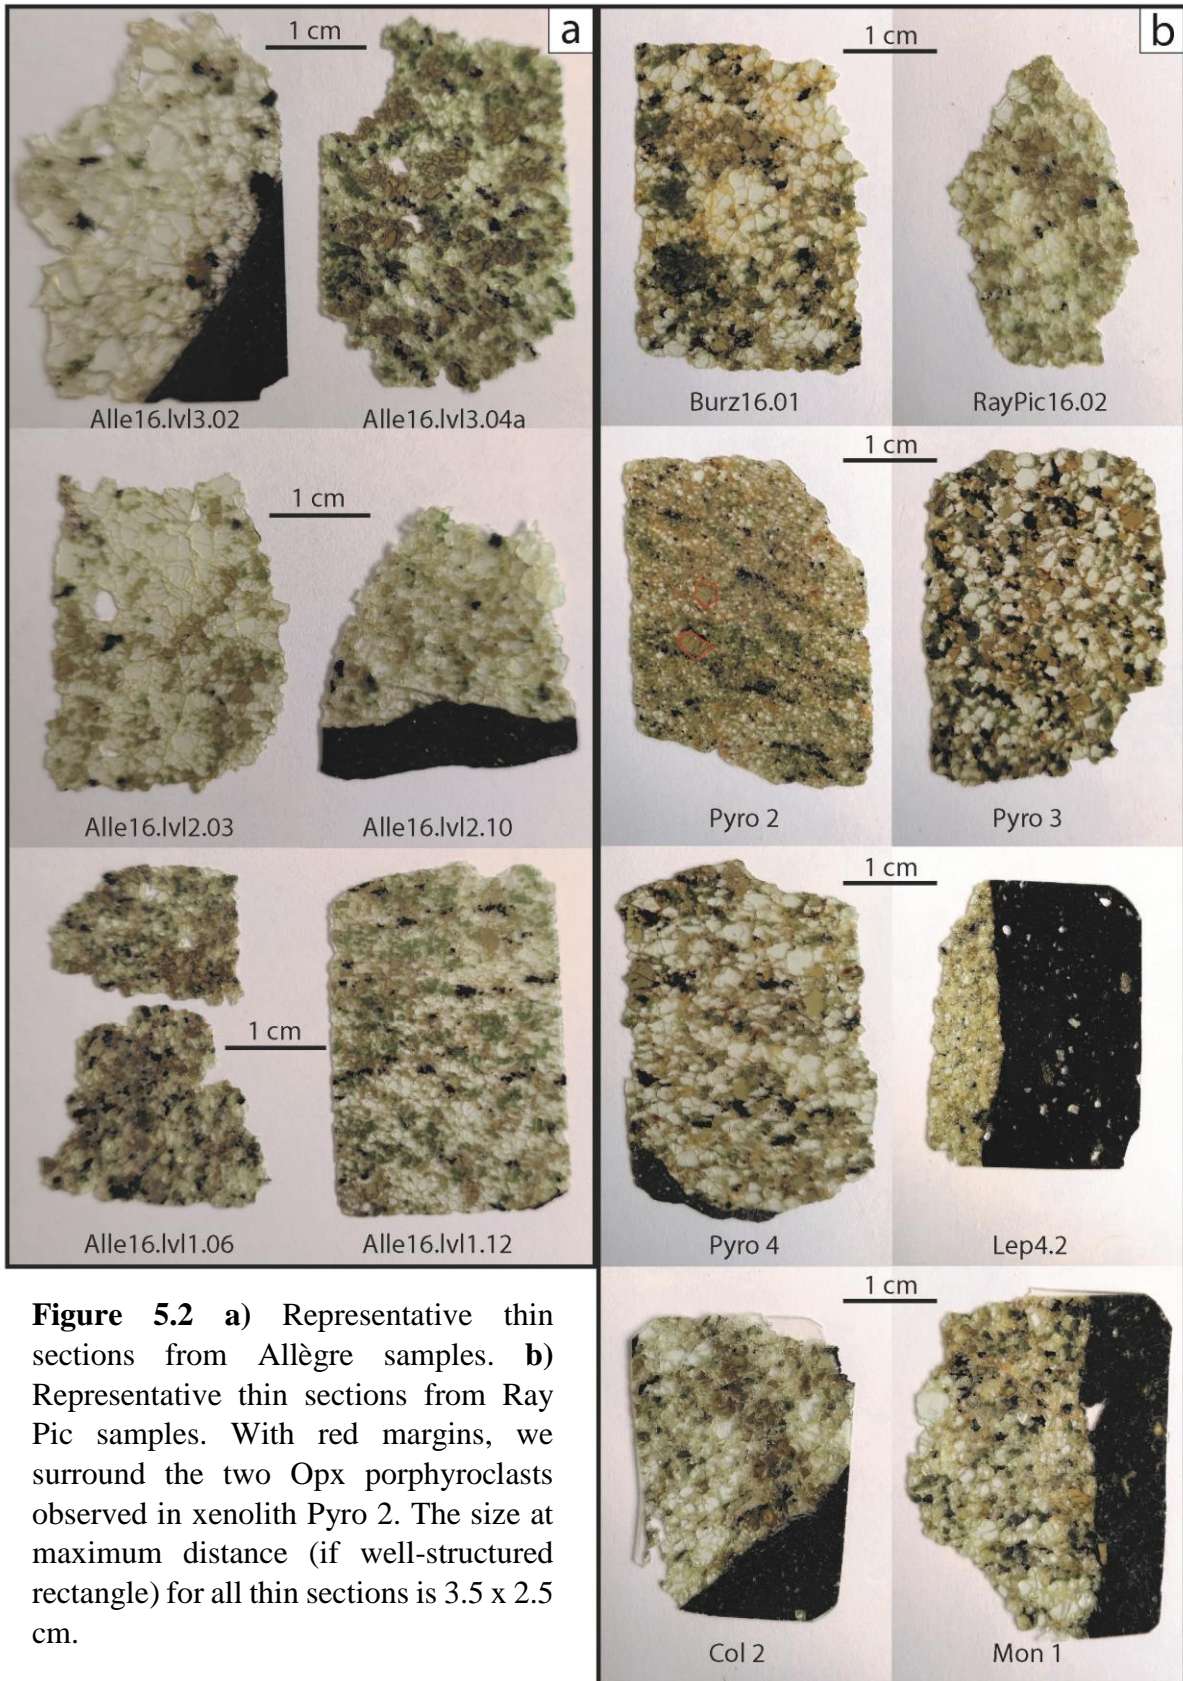 a
1 cm
Alle16.lvl3.02
Alle16.lvl3.04a
1 cm
Alle16.lvl2.03
Alle16.lvl2.10
1 cm
Alle16.lvl1.06
Alle16.lvl1.12
b
1 cm
Burz16.01
RayPic16.02
1 cm
Pyro 2
Pyro 3
1 cm
Pyro 4
Lep4.2
1 cm
Col 2
Mon 1
Figure 5.2 a) Representative thin
sections from Allègre samples. b)
Representative thin sections from Ray
Pic samples. With red margins, we
surround the two Opx porphyroclasts
observed in xenolith Pyro 2. The size at
maximum distance (if well-structured
rectangle) for all thin sections is 3.5 x 2.5
cm.